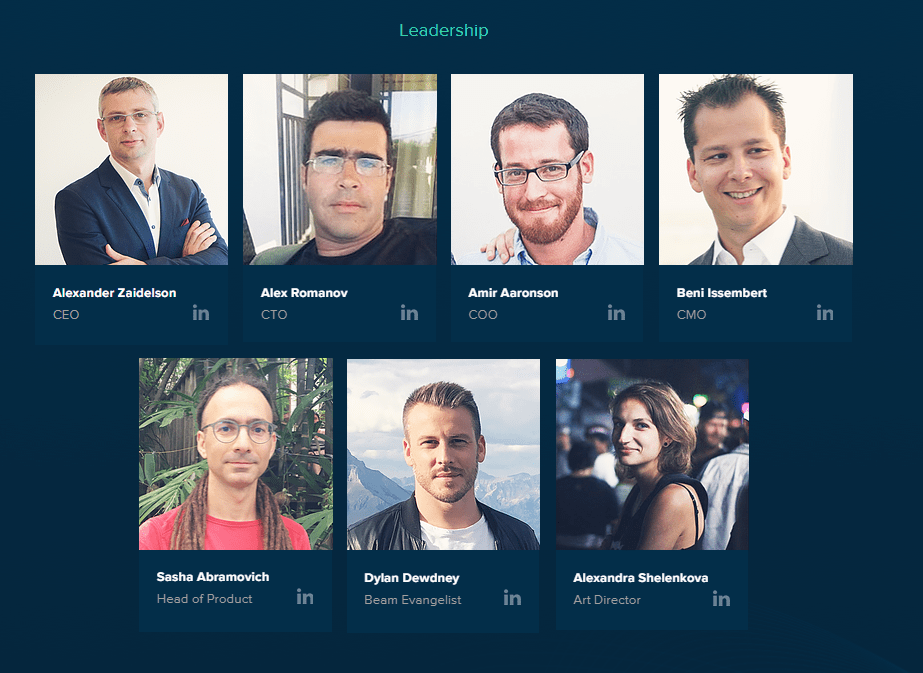 Leadership
Alexander Zaidelson
CEO
in
Alex Romanov
CTO
in
Amir Aaronson
COO
in
Beni Issembert
CMO
in
Sasha Abramovich
Head of Product
in
Dylan Dewdney
Beam Evangelist
in
Alexandra Shelenkova
Art Director
in